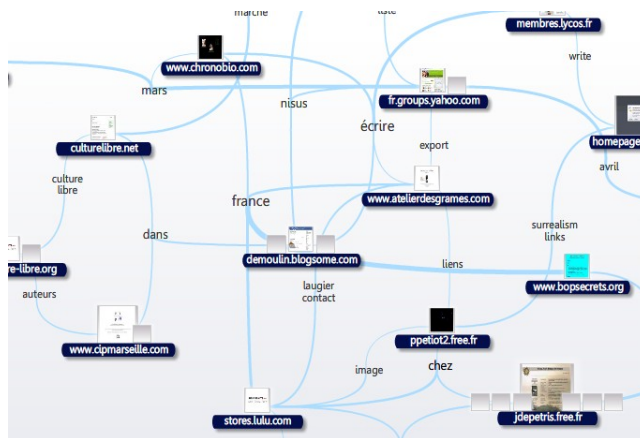 marche
liste
membres.lycos.fr
www.chronobio.com
write
mars
nisus
fr.groups.yahoo.com
écrire
culturelibre.net
export
homepage
avril
culture
libre
france
www.atelierdesgrames.com
surrealism
links
dans
demoulin.blogsome.com
re-libre.org
liens
auteurs
laugier
contact
www.bopsecrets.org
www.cipmarseille.com
ppetiot2.free.fr
image
chez
stores.lulu.com
jdepetris.free.fr